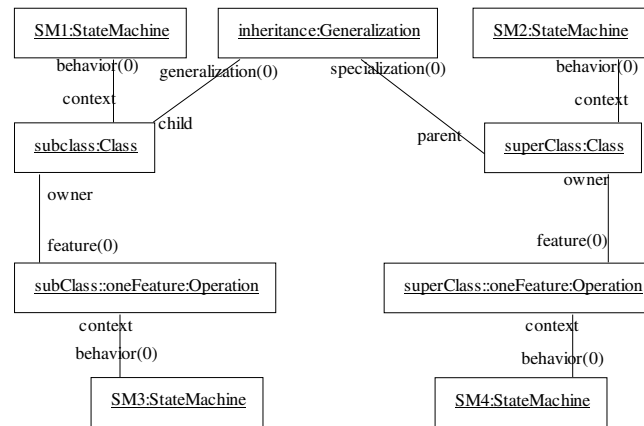 SM1:StateMachine
inheritance:Generalization
SM2:StateMachine
behavior(0)
generalization(0)
specialization(0)
behavior(0)
context
context
child
parent
subclass:Class
superClass:Class
owner
owner
feature(0)
feature(0)
subClass::oneFeature:Operation
superClass::oneFeature:Operation
context
context
behavior(0)
behavior(0)
SM3:StateMachine
SM4:StateMachine